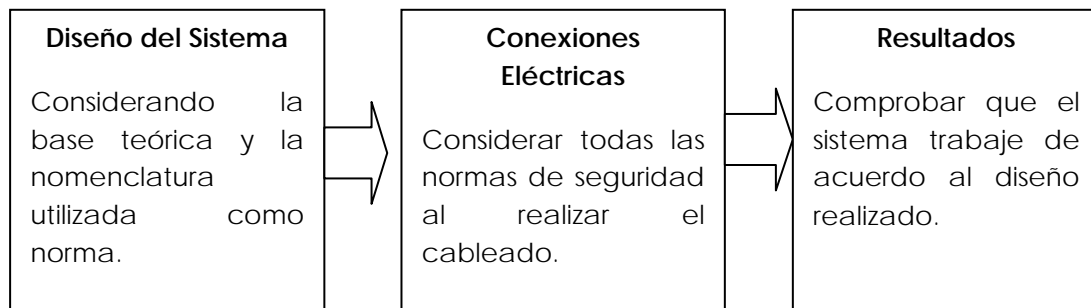 Diseño del Sistema
Considerando la
base teórica y la
nomenclatura
utilizada como
norma.
Conexiones
Eléctricas
Considerar todas las
normas de seguridad
al realizar el
cableado.
Resultados
Comprobar que el
sistema trabaje de
acuerdo al diseño
realizado.